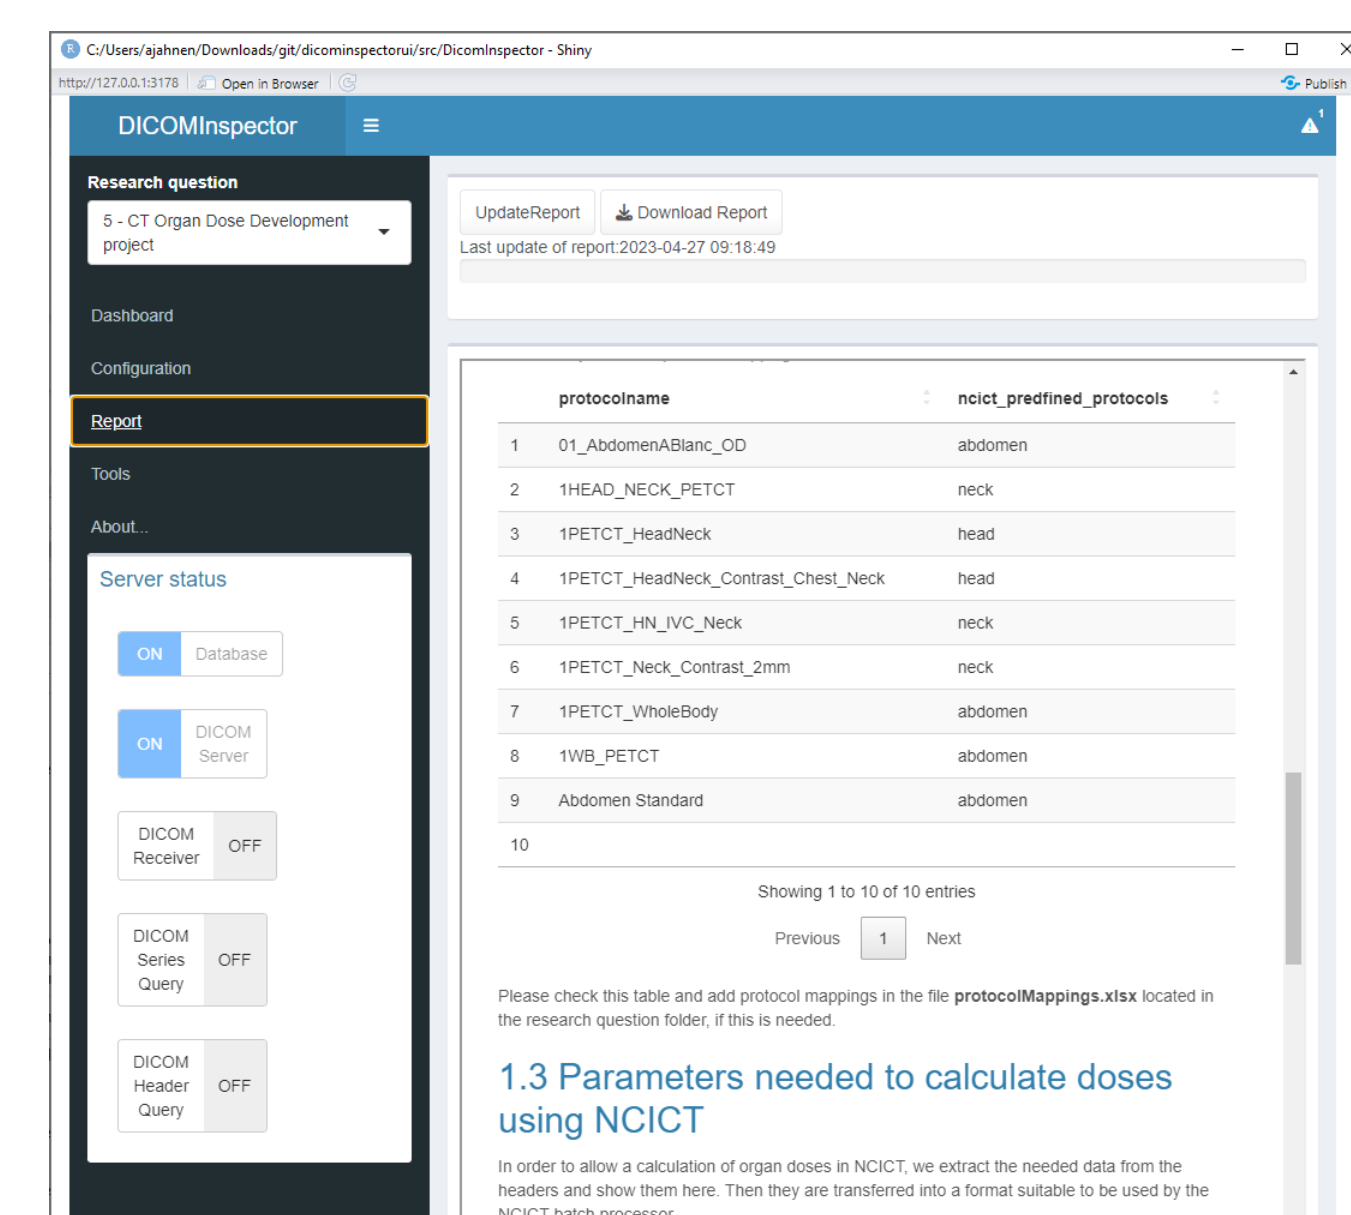 C:/Users/ajahnen/Downloads/git/dicominspectorui/src/DicomInspector - Shiny
http://127.0.0.1:3178 Open in Browser Publish
DICOMInspector 1
Research question
5 - CT Organ Dose Development
project
Dashboard
Configuration
Report
Tools
About...
Server status
ON Database
ON DICOM
Server
DICOM
Receiver OFF
DICOM
Series OFF
Query
DICOM
Header OFF
Query
UpdateReport Download Report
Last update of report:2023-04-27 09:18:49
protocolname ncict_predfined_protocols
1 01_AbdomenABlanc_OD abdomen
2 1HEAD_NECK_PETCT neck
3 1PETCT_HeadNeck head
4 1PETCT_HeadNeck_Contrast_Chest_Neck head
5 1PETCT_HN_IVC_Neck neck
6 1PETCT_Neck_Contrast_2mm neck
7 1PETCT_WholeBody abdomen
8 1WB_PETCT abdomen
9 Abdomen Standard abdomen
10
Showing 1 to 10 of 10 entries
Previous 1 Next
Please check this table and add protocol mappings in the file protocolMappings.xlsx located in
the research question folder, if this is needed.
1.3 Parameters needed to calculate doses
using NCICT
In order to allow a calculation of organ doses in NCICT, we extract the needed data from the
headers and show them here. Then they are transferred into a format suitable to be used by the
NCICT batch processor.